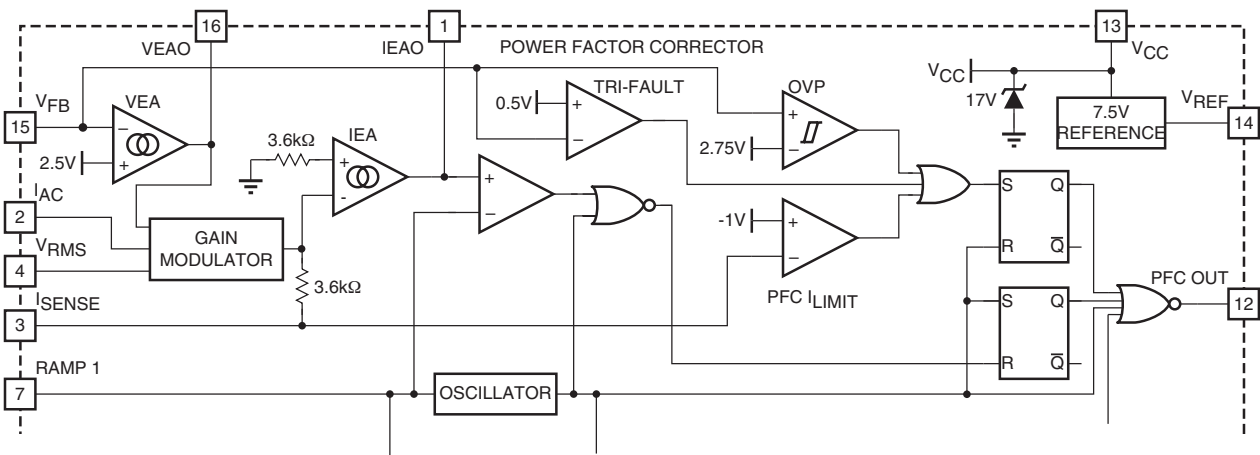 16
1
13
VEAO
IEAO
POWER FACTOR CORRECTOR
VCC
VFB
VEA
TRI-FAULT
OVP
VCC
0.5V
+
−
17V
7.5V
REFERENCE
VREF
15
14
2.5V
−
+
3.6kΩ
IEA
+
-
2.75V
+
−
IAC
2
+
−
S
Q
R
Q
GAIN
MODULATOR
-1V
+
−
VRMS
4
3.6kΩ
PFC ILIMIT
PFC OUT
ISENSE
3
S
Q
R
Q
12
RAMP 1
7
OSCILLATOR